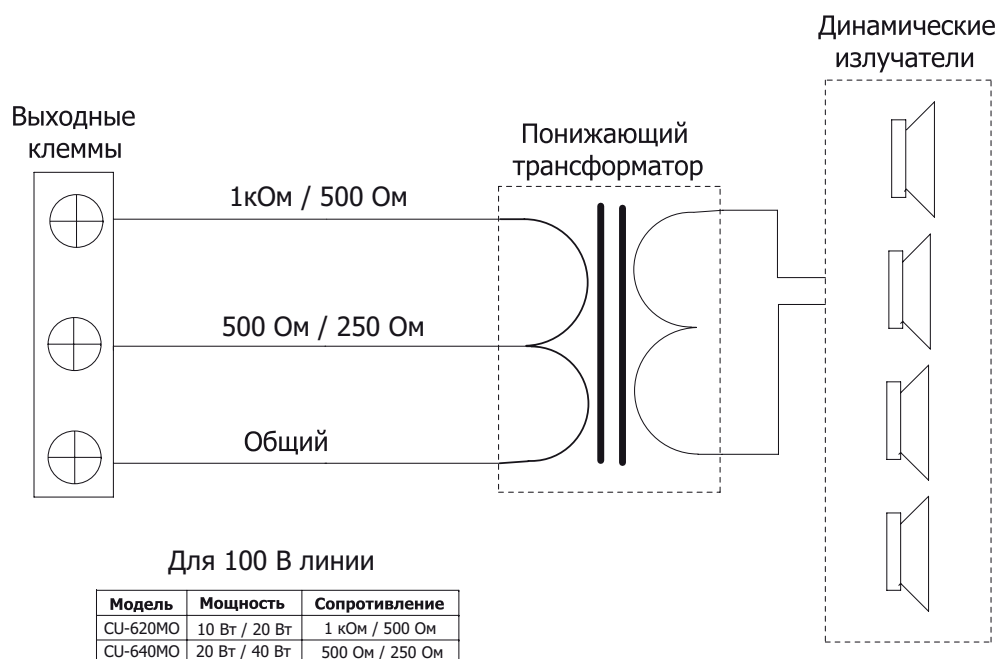 Динамические
излучатели
Выходные
клеммы
Понижающий
трансформатор
1кОм / 500 Ом
500 Ом / 250 Ом
Общий
Для 100 В линии
Модель Мощность Сопротивление
CU-620MO 10 Вт / 20 Вт 1 кОм / 500 Ом
CU-640MO 20 Вт / 40 Вт 500 Ом / 250 Ом